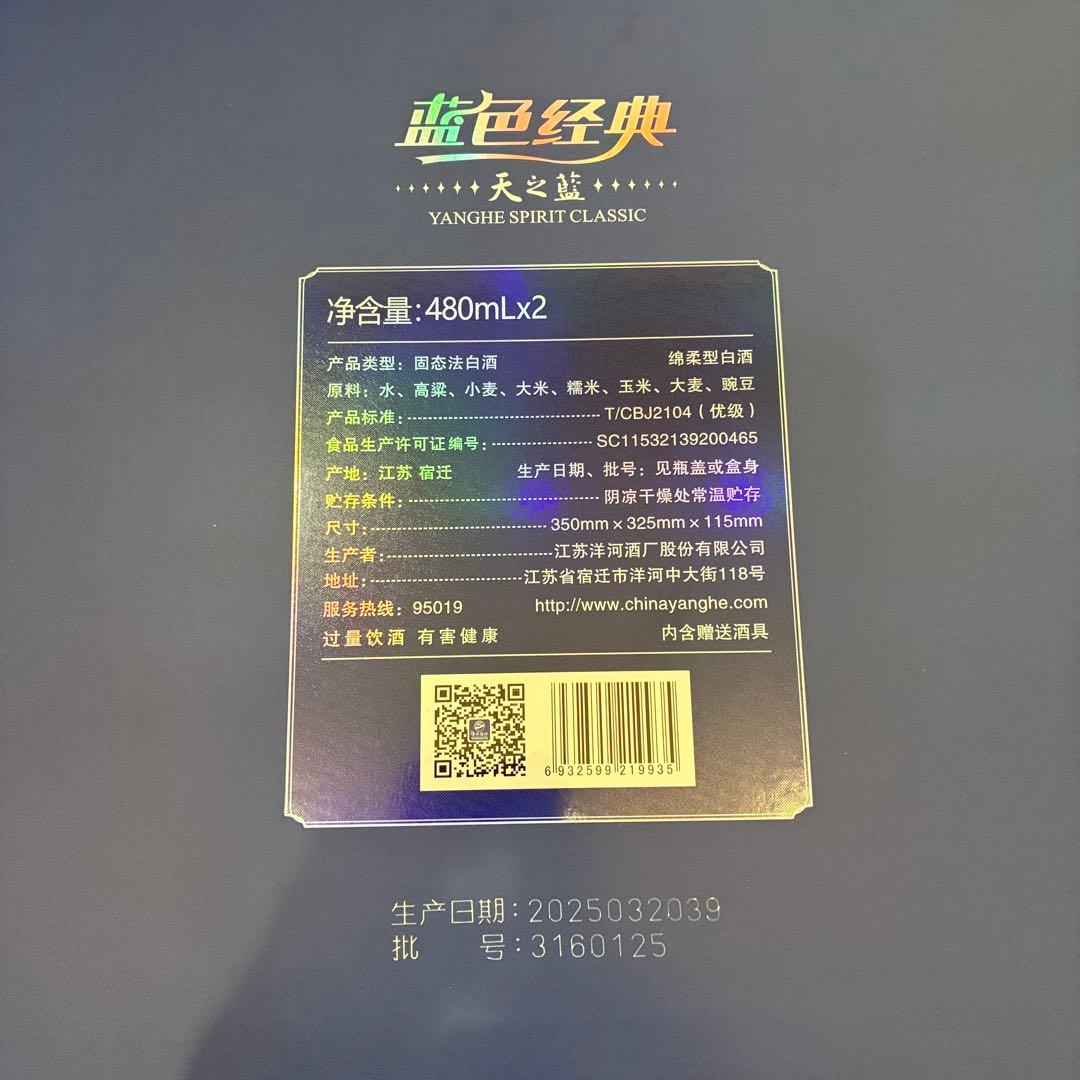 蓝色经典
天之蓝
YANGHE SPIRIT CLASSIC
净含量:480mLx2
产品类型：固态法白酒 绵柔型白酒
原料：水、高粱、小麦、大米、糯米、玉米、大麦、豌豆
产品标准:------------------------T/CBJ2104（优级）
食品生产许可证编号:------------SC11532139200465
产地：江苏 宿迁 生产日期、批号：见瓶盖或盒身
贮存条件:------------------------阴凉干燥处常温贮存
尺寸:------------------------350mm×325mm×115mm
生产者:----------------------江苏洋河酒厂股份有限公司
地址:--------------------江苏省宿迁市洋河中大街118号
服务热线：95019 http://www.chinayanghe.com
过量饮酒 有害健康 内含赠送酒具
6 932599 219935
生产日期:2025032039
批 号:3160125